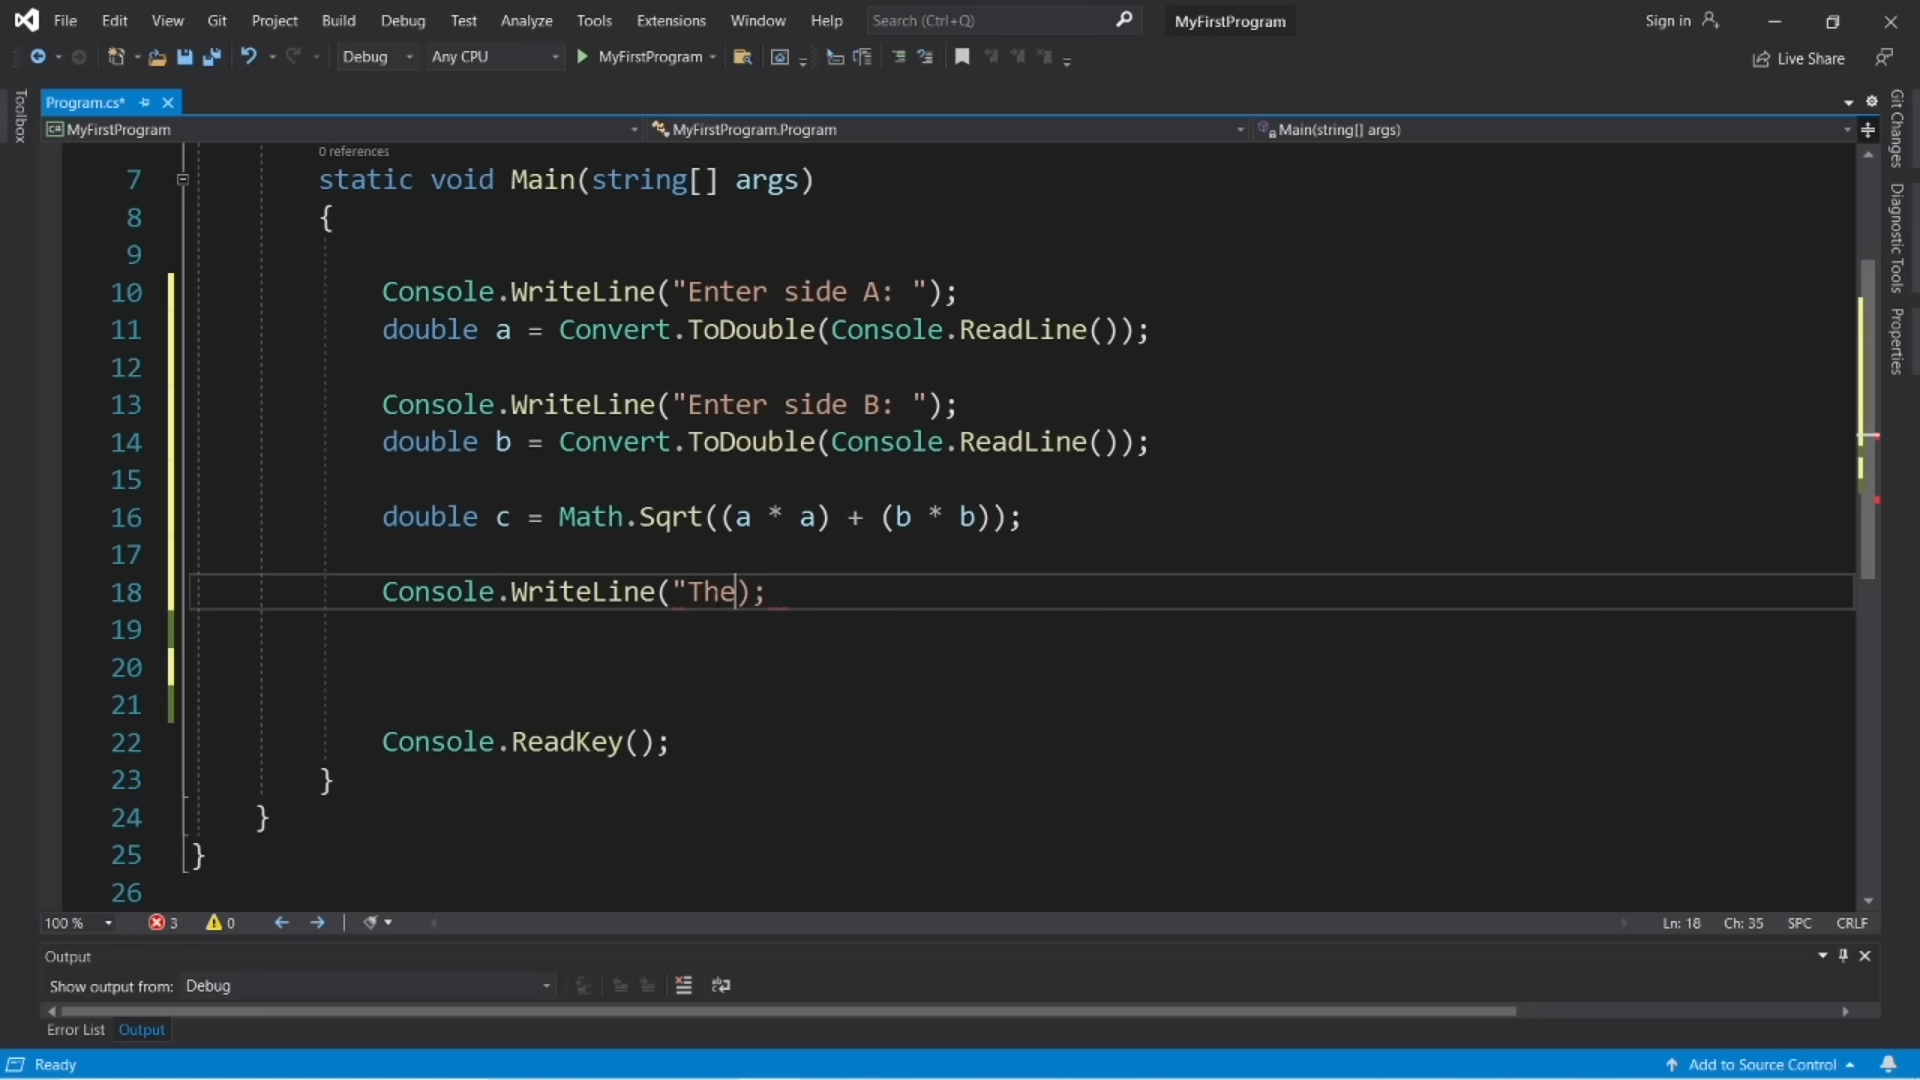 File Edit View Git Project Build Debug Test Analyze Tools Extensions Window Help Search (Ctrl+Q) MyFirstProgram Sign in
Debug Any CPU MyFirstProgram Live Share
Toolbox
Program.cs*
MyFirstProgram MyFirstProgram.Program Main(string[] args)
0 references
7 static void Main(string[] args)
8 {
9
10 Console.WriteLine("Enter side A: ");
11 double a = Convert.ToDouble(Console.ReadLine());
12
13 Console.WriteLine("Enter side B: ");
14 double b = Convert.ToDouble(Console.ReadLine());
15
16 double c = Math.Sqrt((a * a) + (b * b));
17
18 Console.WriteLine("The);
19
20
21
22 Console.ReadKey();
23 }
24 }
25 }
26
Git Changes
Diagnostic Tools
Properties
100 % 3 0 Ln: 18 Ch: 35 SPC CRLF
Output
Show output from: Debug
Error List Output
Ready Add to Source Control